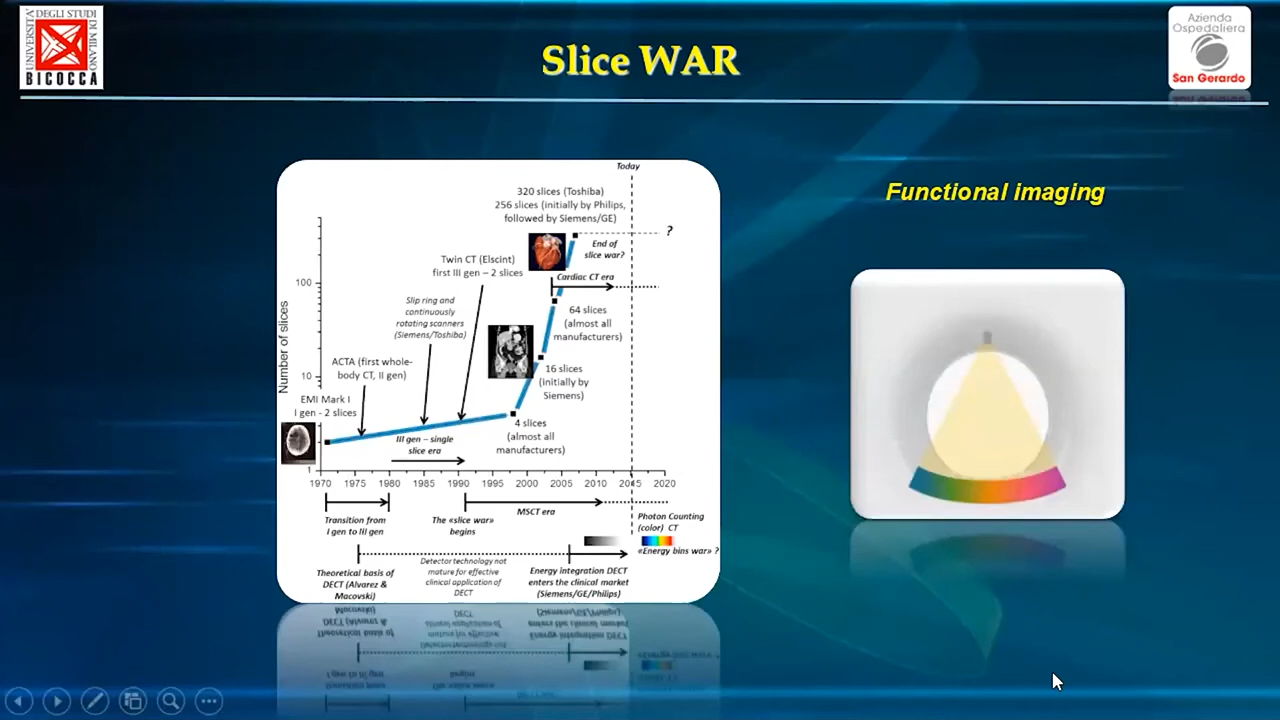 UNIVERSITA' DEGLI STUDI DI MILANO
BICOCCA
Slice WAR
Azienda
Ospedaliera
San Gerardo
Functional imaging
Today
320 slices (Toshiba)
256 slices (initially by Philips,
followed by Siemens/GE)
?
End of
slice war?
Cardiac CT era
Twin CT (Elscint)
first III gen – 2 slices
Slip ring and
continuously
rotating scanners
(Siemens/Toshiba)
64 slices
(almost all
manufacturers)
ACTA (first whole-
body CT, II gen)
16 slices
(initially by
Siemens)
EMI Mark I
I gen - 2 slices
4 slices
(almost all
manufacturers)
III gen – single
slice era
Number of slices
100
10
1
1970 1975 1980 1985 1990 1995 2000 2005 2010 2015 2020
Transition from
I gen to III gen
The «slice war»
begins
MSCT era
Photon Counting
(color) CT
«Energy bins war» ?
Theoretical basis of
DECT (Alvarez &
Macovski)
Detector technology not
mature for effective
clinical application of
DECT
Energy integration DECT
enters the clinical market
(Siemens/GE/Philips)